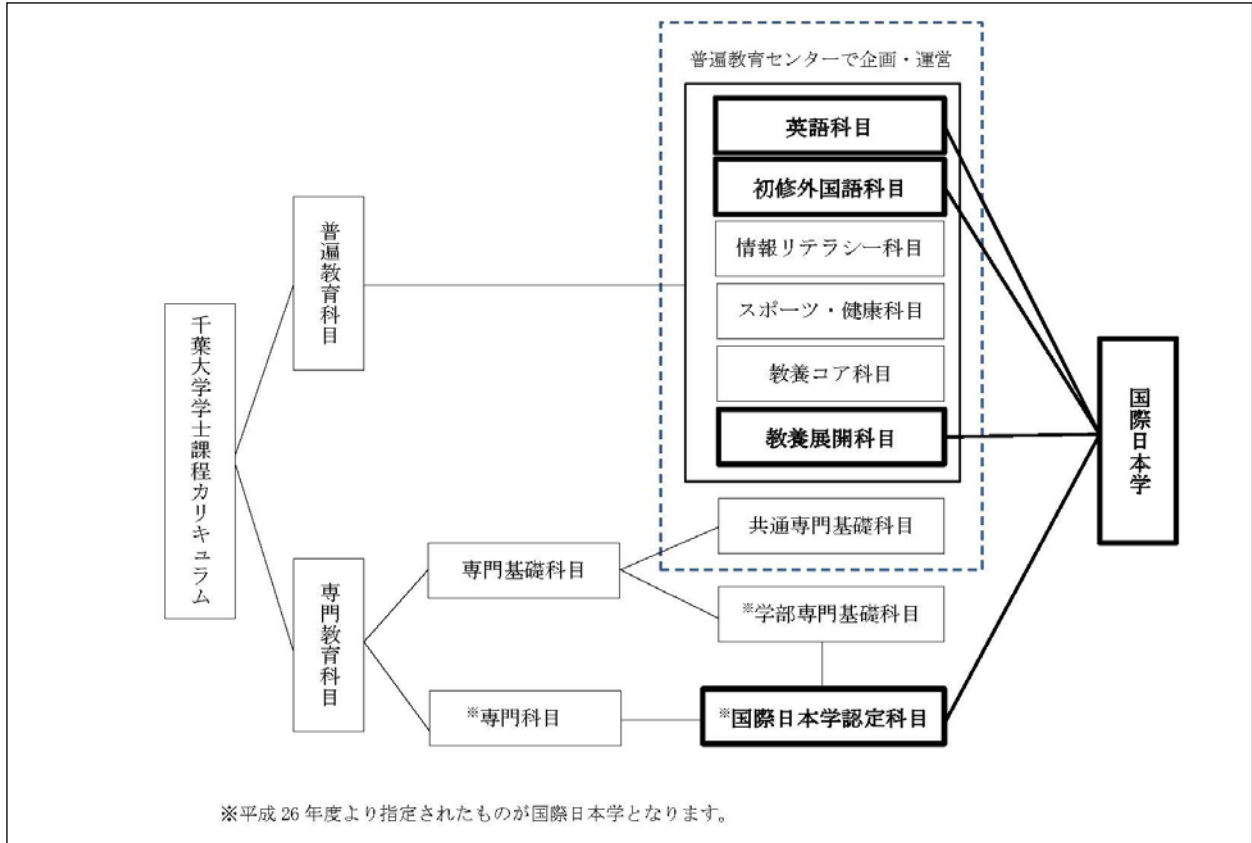 普遍教育センターで企画・運営
英語科目
初修外国語科目
普遍教育科目
情報リテラシー科目
スポーツ・健康科目
千葉大学学士課程カリキュラム
教養コア科目
国際日本学
教養展開科目
共通専門基礎科目
専門基礎科目
専門教育科目
※学部専門基礎科目
※専門科目
※国際日本学認定科目
※平成 26 年度より指定されたものが国際日本学となります。